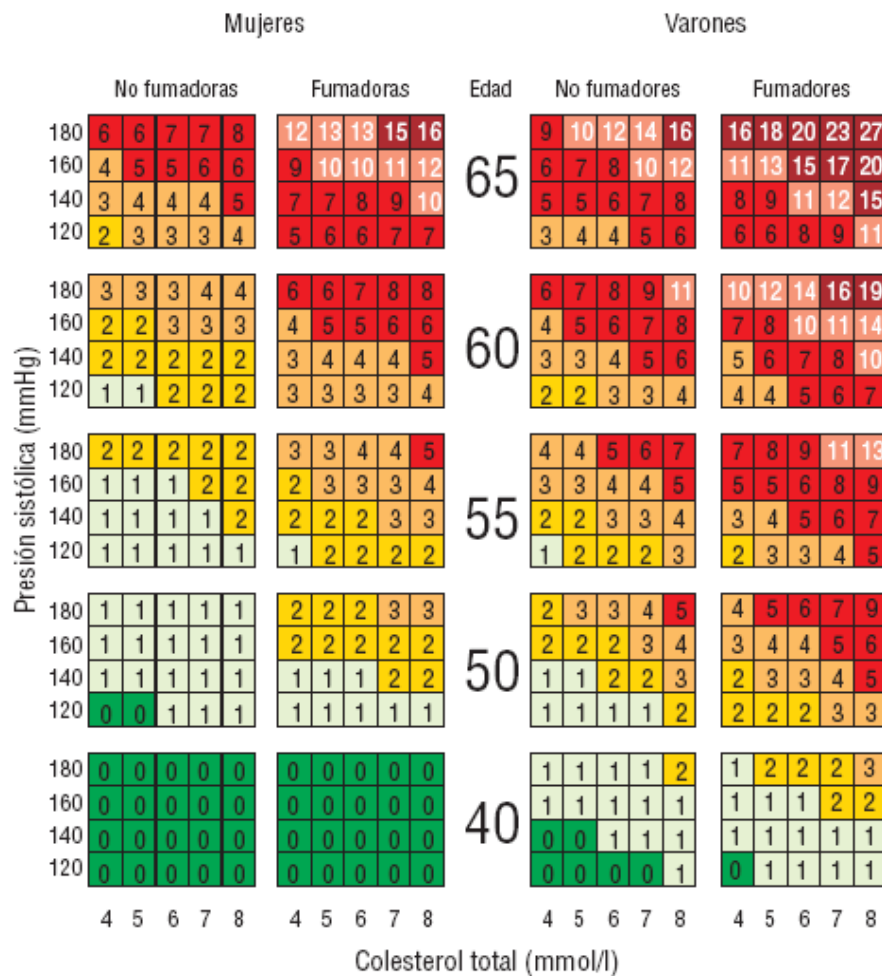 Mujeres Varones
No fumadoras Fumadoras Edad No fumadores Fumadores
180 6 6 7 7 8 12 13 13 15 16 9 10 12 14 16 16 18 20 23 27
160 4 5 5 6 6 9 10 10 11 12 65 6 7 8 10 12 11 13 15 17 20
140 3 4 4 4 5 7 7 8 9 10 5 5 6 7 8 8 9 11 12 15
120 2 3 3 3 4 5 6 6 7 7 3 4 4 5 6 6 6 8 9 11
180 3 3 3 4 4 6 6 7 8 8 6 7 8 9 11 10 12 14 16 19
160 2 2 3 3 3 4 5 5 6 6 60 4 5 6 7 8 7 8 10 11 14
140 2 2 2 2 2 3 4 4 4 5 3 3 4 5 6 5 6 7 8 10
120 1 1 2 2 2 3 3 3 3 4 2 2 3 3 4 4 4 5 6 7
180 2 2 2 2 2 3 3 4 4 5 4 4 5 6 7 7 8 9 11 13
160 1 1 1 2 2 2 3 3 3 4 55 3 3 4 4 5 5 5 6 8 9
140 1 1 1 1 2 2 2 2 3 3 2 2 3 3 4 3 4 5 6 7
120 1 1 1 1 1 1 2 2 2 2 1 2 2 2 3 2 3 3 4 5
180 1 1 1 1 1 2 2 2 3 3 2 3 3 4 5 4 5 6 7 9
160 1 1 1 1 1 2 2 2 2 2 50 2 2 2 3 4 3 4 4 5 6
140 1 1 1 1 1 1 1 1 2 2 1 1 2 2 3 2 3 3 4 5
120 0 0 1 1 1 1 1 1 1 1 1 1 1 1 2 2 2 2 3 3
180 0 0 0 0 0 0 0 0 0 0 1 1 1 1 2 1 2 2 2 3
160 0 0 0 0 0 0 0 0 0 0 40 1 1 1 1 1 1 1 1 2 2
140 0 0 0 0 0 0 0 0 0 0 0 0 1 1 1 1 1 1 1 1
120 0 0 0 0 0 0 0 0 0 0 0 0 0 0 1 0 1 1 1 1
4 5 6 7 8 4 5 6 7 8 4 5 6 7 8 4 5 6 7 8
Presión sistólica (mmHg)
Colesterol total (mmol/l)